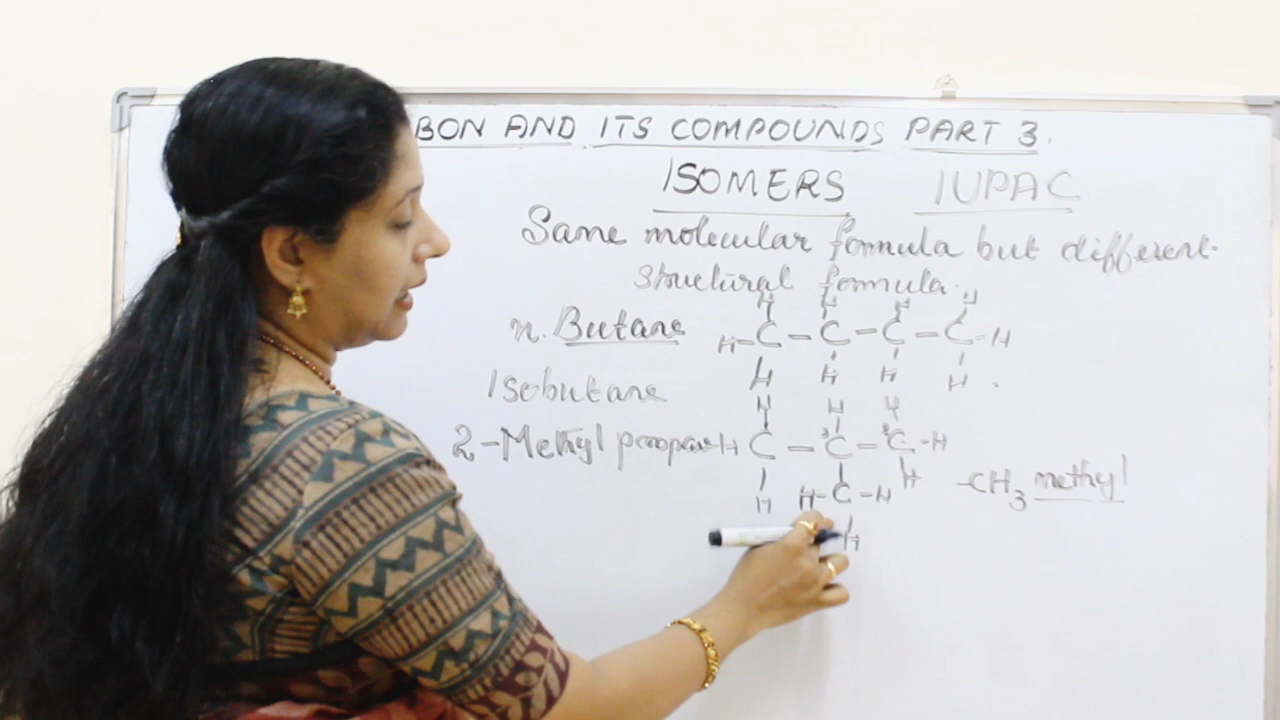 BON AND ITS COMPOUNDS PART 3.
ISOMERS IUPAC
Same molecular formula but different
structural formula.
H H H H
n. Butane H-C-C-C-C-H
H H H H
Isobutane
H H H
2-Methyl propan H C-C-C-H
H H-C-H H -CH3 methyl
H